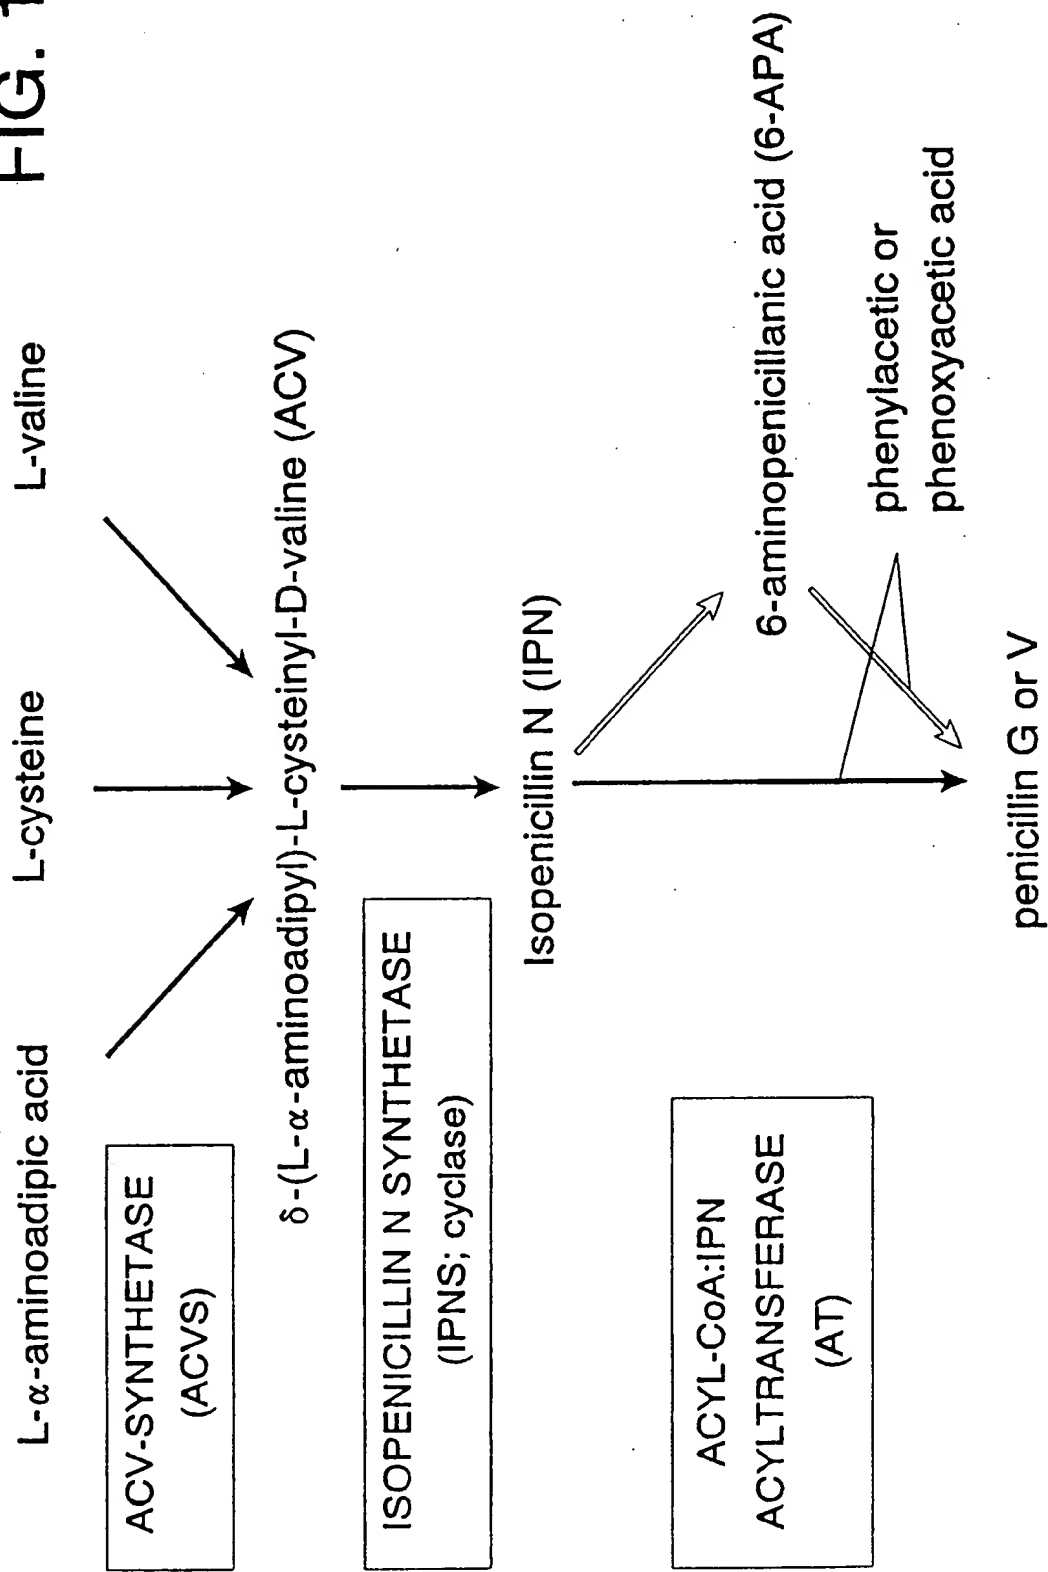 FIG. 1
L-α-aminoadipic acid
L-cysteine
L-valine
ACV-SYNTHETASE
(ACVS)
δ-(L-α-aminoadipyl)-L-cysteinyl-D-valine (ACV)
ISOPENICILLIN N SYNTHETASE
(IPNS; cyclase)
Isopenicillin N (IPN)
ACYL-CoA:IPN
ACYLTRANSFERASE
(AT)
6-aminopenicillanic acid (6-APA)
phenylacetic or
phenoxyacetic acid
penicillin G or V